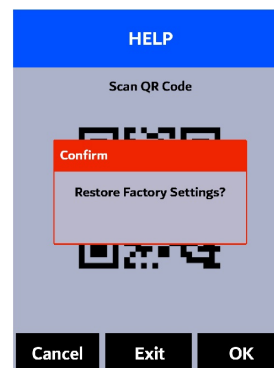 HELP
Scan QR Code
Confirm
Restore Factory Settings?
Cancel Exit OK